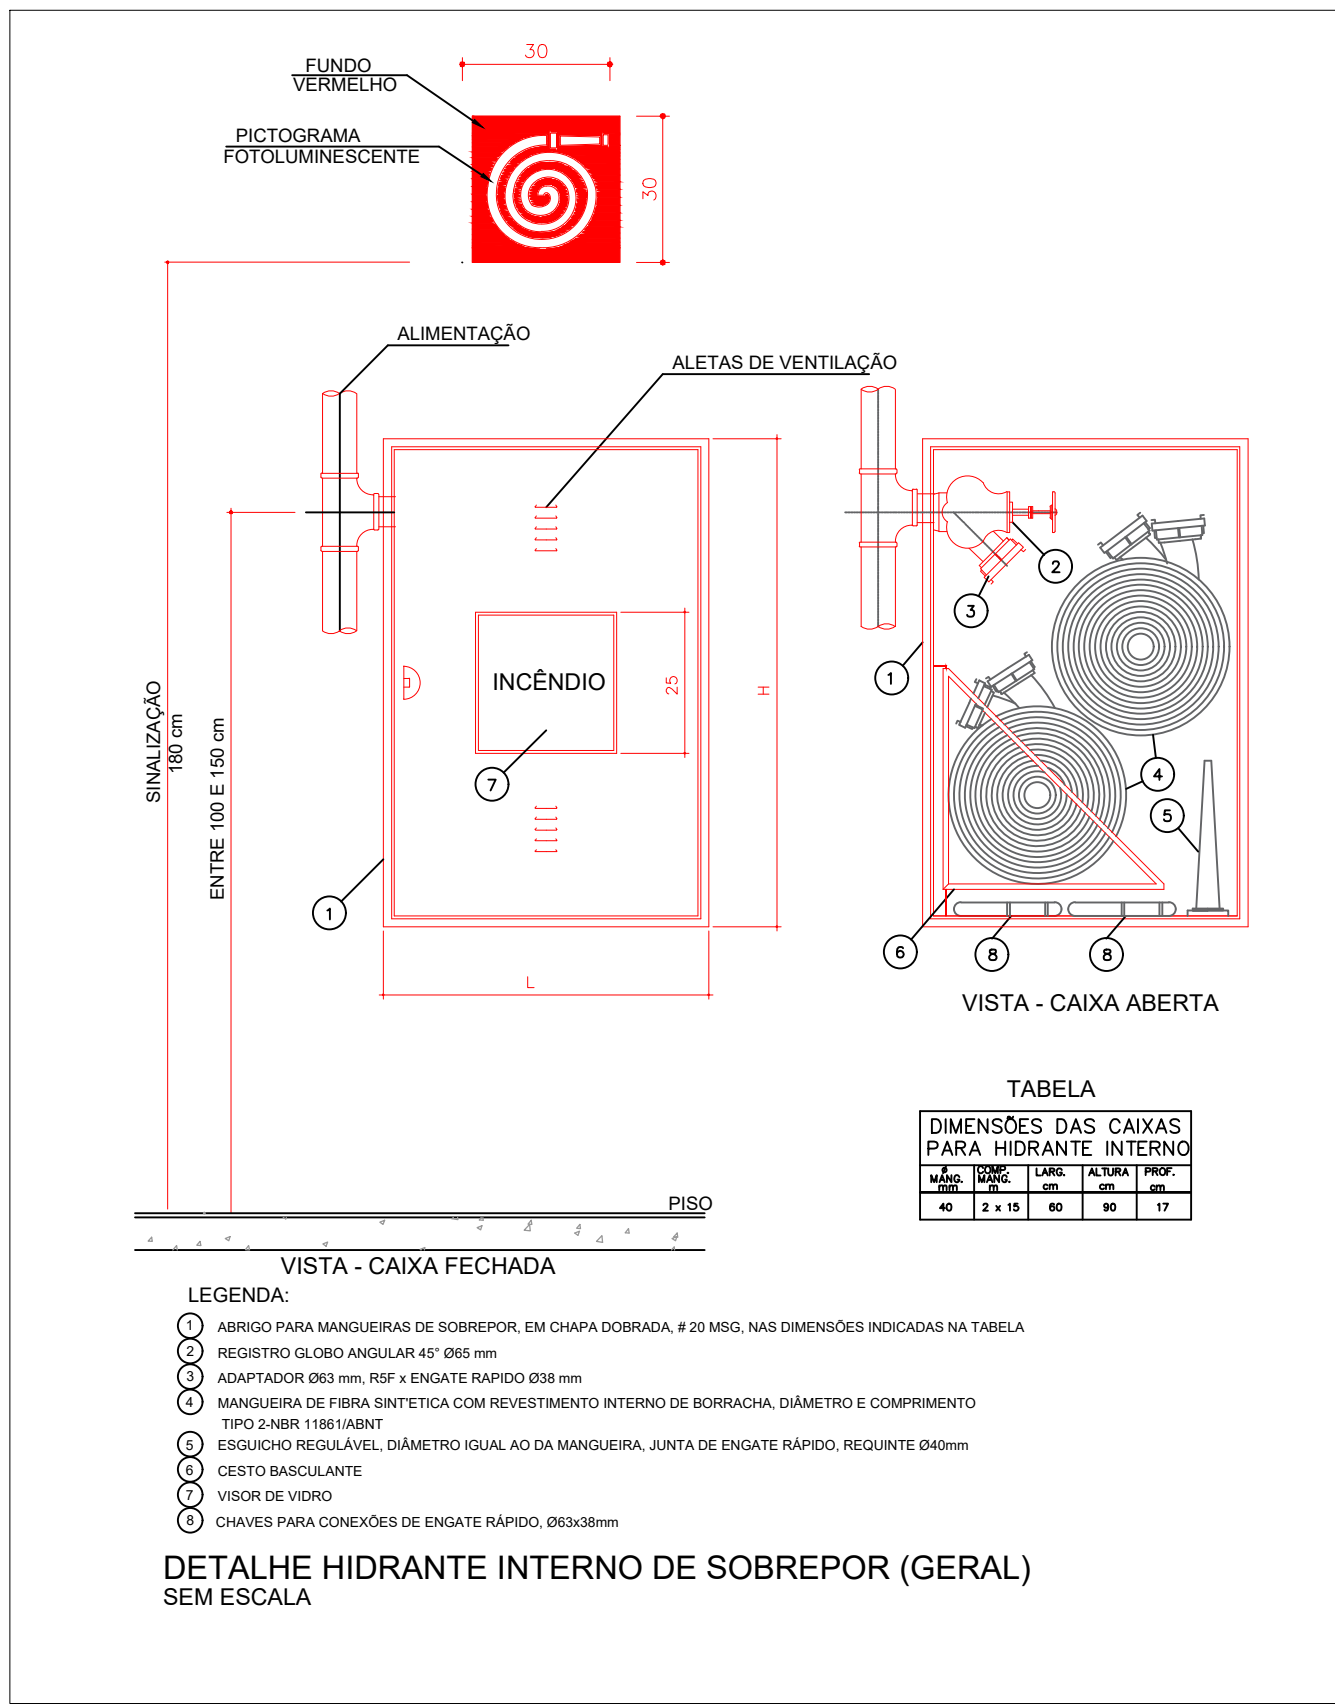 30
FUNDO
VERMELHO
PICTOGRAMA
FOTOLUMINESCENTE
30
ALIMENTAÇÃO
ALETAS DE VENTILAÇÃO
SINALIZAÇÃO
180 cm
ENTRE 100 E 150 cm
INCÊNDIO
25
H
L
7
1
1
2
3
4
5
6
8
8
VISTA - CAIXA ABERTA
TABELA
DIMENSÕES DAS CAIXAS
PARA HIDRANTE INTERNO
Ø MANG. mm COMP. MANG. m LARG. cm ALTURA cm PROF. cm
40 2 x 15 60 90 17
PISO
VISTA - CAIXA FECHADA
LEGENDA:
1 ABRIGO PARA MANGUEIRAS DE SOBREPOR, EM CHAPA DOBRADA, # 20 MSG, NAS DIMENSÕES INDICADAS NA TABELA
2 REGISTRO GLOBO ANGULAR 45° Ø65 mm
3 ADAPTADOR Ø63 mm, R5F x ENGATE RAPIDO Ø38 mm
4 MANGUEIRA DE FIBRA SINT'ETICA COM REVESTIMENTO INTERNO DE BORRACHA, DIÂMETRO E COMPRIMENTO
TIPO 2-NBR 11861/ABNT
5 ESGUICHO REGULÁVEL, DIÂMETRO IGUAL AO DA MANGUEIRA, JUNTA DE ENGATE RÁPIDO, REQUINTE Ø40mm
6 CESTO BASCULANTE
7 VISOR DE VIDRO
8 CHAVES PARA CONEXÕES DE ENGATE RÁPIDO, Ø63x38mm
DETALHE HIDRANTE INTERNO DE SOBREPOR (GERAL)
SEM ESCALA